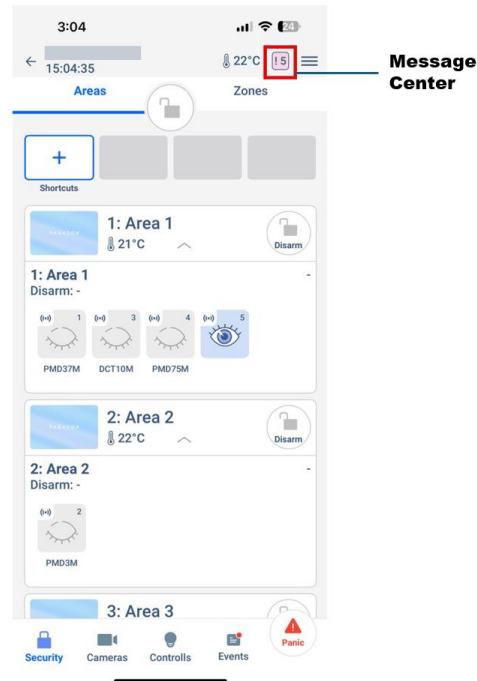 3:04
24
15:04:35
22°C
! 5
Message
Center
Areas
Zones
+
Shortcuts
PARADOX
1: Area 1
21°C
Disarm
1: Area 1
-
Disarm: -
1
3
4
5
PMD37M
DCT10M
PMD75M
PARADOX
2: Area 2
22°C
Disarm
2: Area 2
-
Disarm: -
2
PMD3M
3: Area 3
Security
Cameras
Controlls
Events
Panic